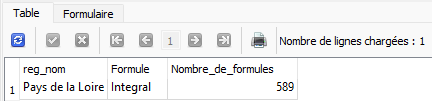 Table Formulaire
1 Nombre de lignes chargées : 1
reg_nom Formule Nombre_de_formules
1 Pays de la Loire Integral 589